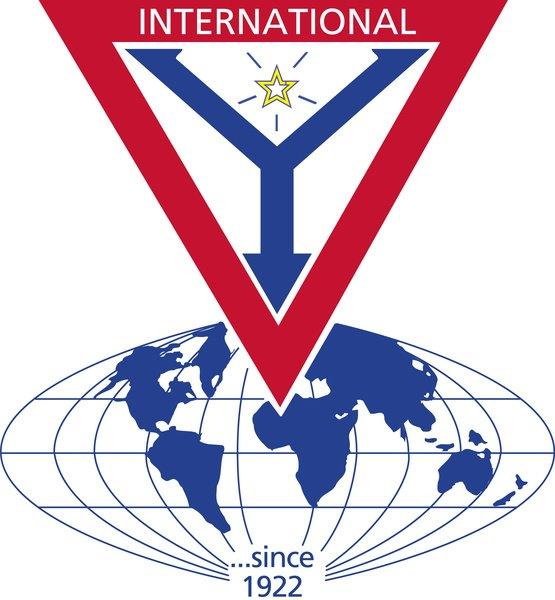 INTERNATIONAL
Y
...since
1922